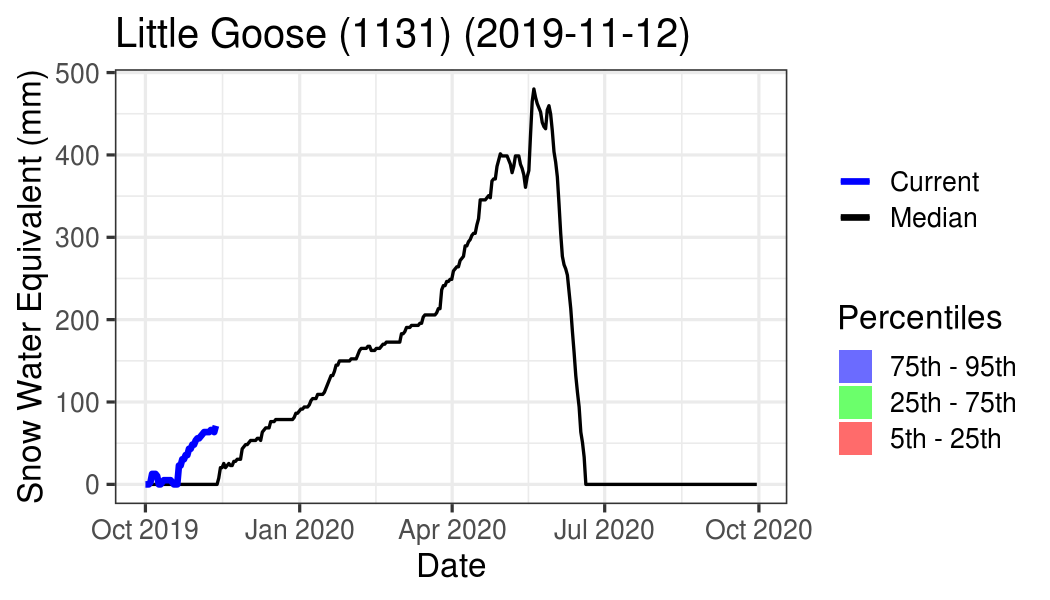 Little Goose (1131) (2019-11-12)
Snow Water Equivalent (mm)
500
400
300
200
100
0
Oct 2019
Jan 2020
Apr 2020
Jul 2020
Oct 2020
Date
Current
Median
Percentiles
75th - 95th
25th - 75th
5th - 25th